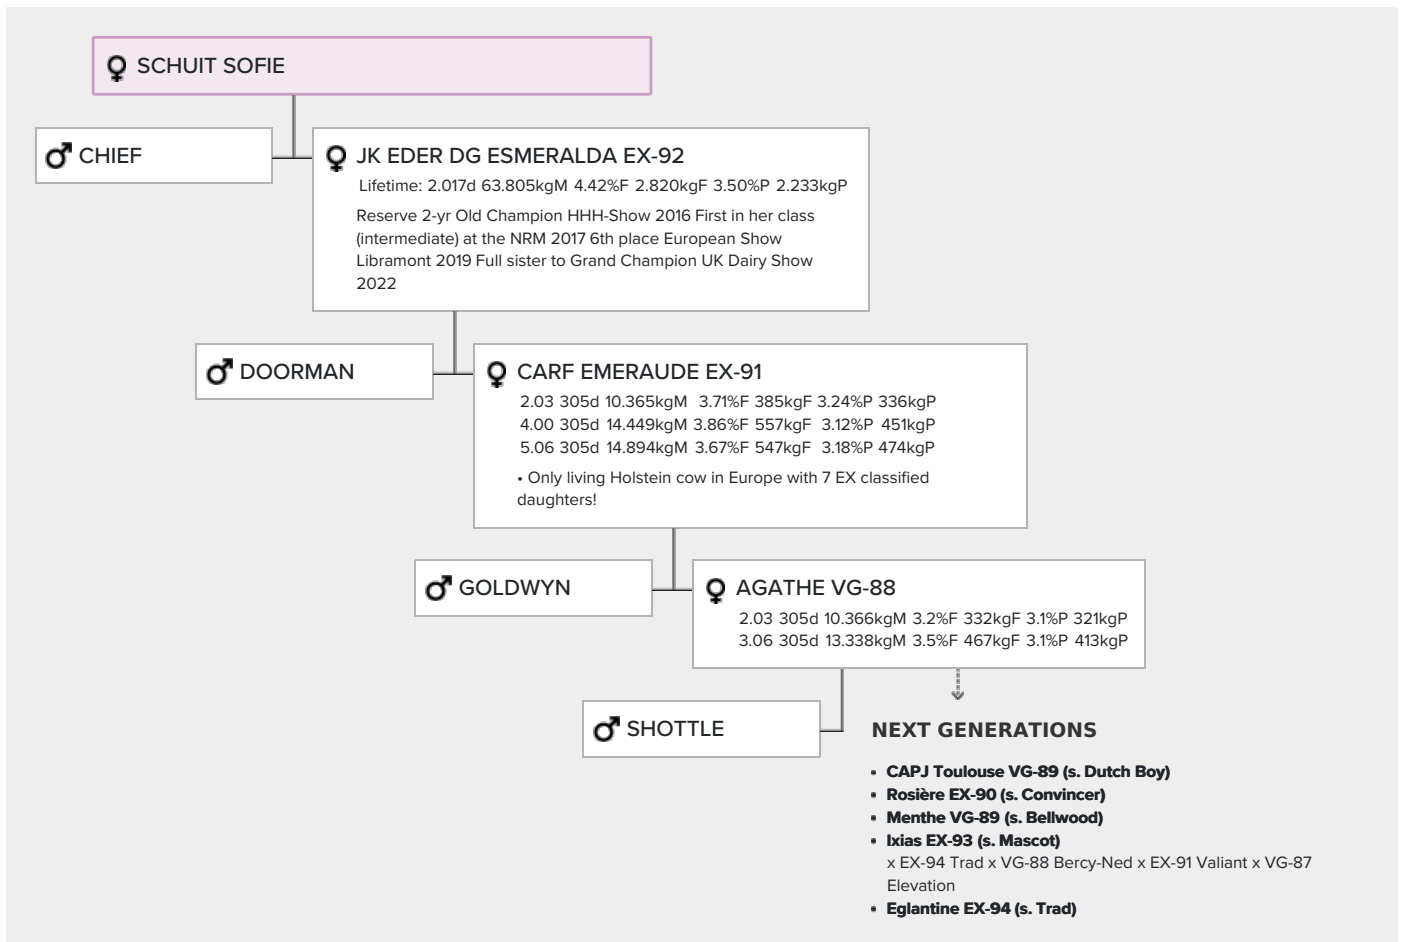 SCHUIT SOFIE
CHIEF
JK EDER DG ESMERALDA EX-92
Lifetime: 2.017d 63.805kgM 4.42%F 2.820kgF 3.50%P 2.233kgP
Reserve 2-yr Old Champion HHH-Show 2016 First in her class
(intermediate) at the NRM 2017 6th place European Show
Libramont 2019 Full sister to Grand Champion UK Dairy Show
2022
DOORMAN
CARF EMERAUDE EX-91
2.03 305d 10.365kgM 3.71%F 385kgF 3.24%P 336kgP
4.00 305d 14.449kgM 3.86%F 557kgF 3.12%P 451kgP
5.06 305d 14.894kgM 3.67%F 547kgF 3.18%P 474kgP
• Only living Holstein cow in Europe with 7 EX classified
daughters!
GOLDWYN
AGATHE VG-88
2.03 305d 10.366kgM 3.2%F 332kgF 3.1%P 321kgP
3.06 305d 13.338kgM 3.5%F 467kgF 3.1%P 413kgP
SHOTTLE
NEXT GENERATIONS
• CAPJ Toulouse VG-89 (s. Dutch Boy)
• Rosière EX-90 (s. Convincer)
• Menthe VG-89 (s. Bellwood)
• Ixias EX-93 (s. Mascot)
x EX-94 Trad x VG-88 Bercy-Ned x EX-91 Valiant x VG-87
Elevation
• Eglantine EX-94 (s. Trad)